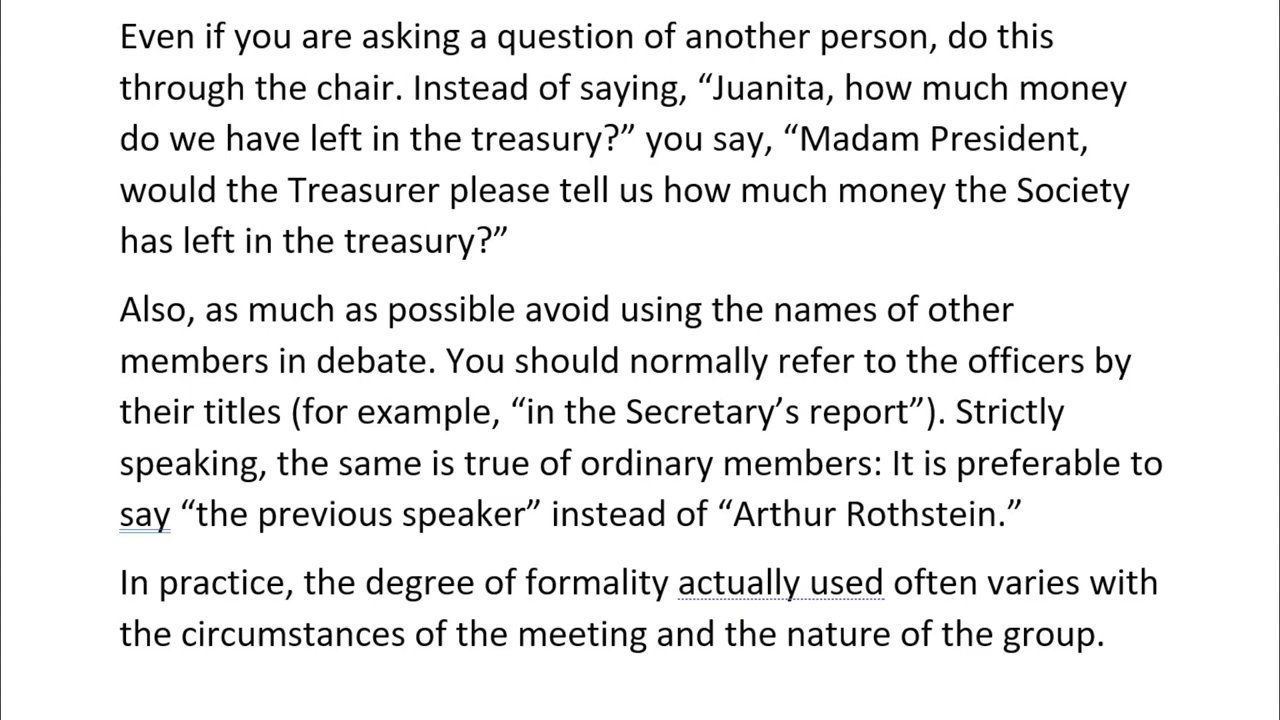 Even if you are asking a question of another person, do this
through the chair. Instead of saying, “Juanita, how much money
do we have left in the treasury?” you say, “Madam President,
would the Treasurer please tell us how much money the Society
has left in the treasury?”
Also, as much as possible avoid using the names of other
members in debate. You should normally refer to the officers by
their titles (for example, “in the Secretary’s report”). Strictly
speaking, the same is true of ordinary members: It is preferable to
say “the previous speaker” instead of “Arthur Rothstein.”
In practice, the degree of formality actually used often varies with
the circumstances of the meeting and the nature of the group.